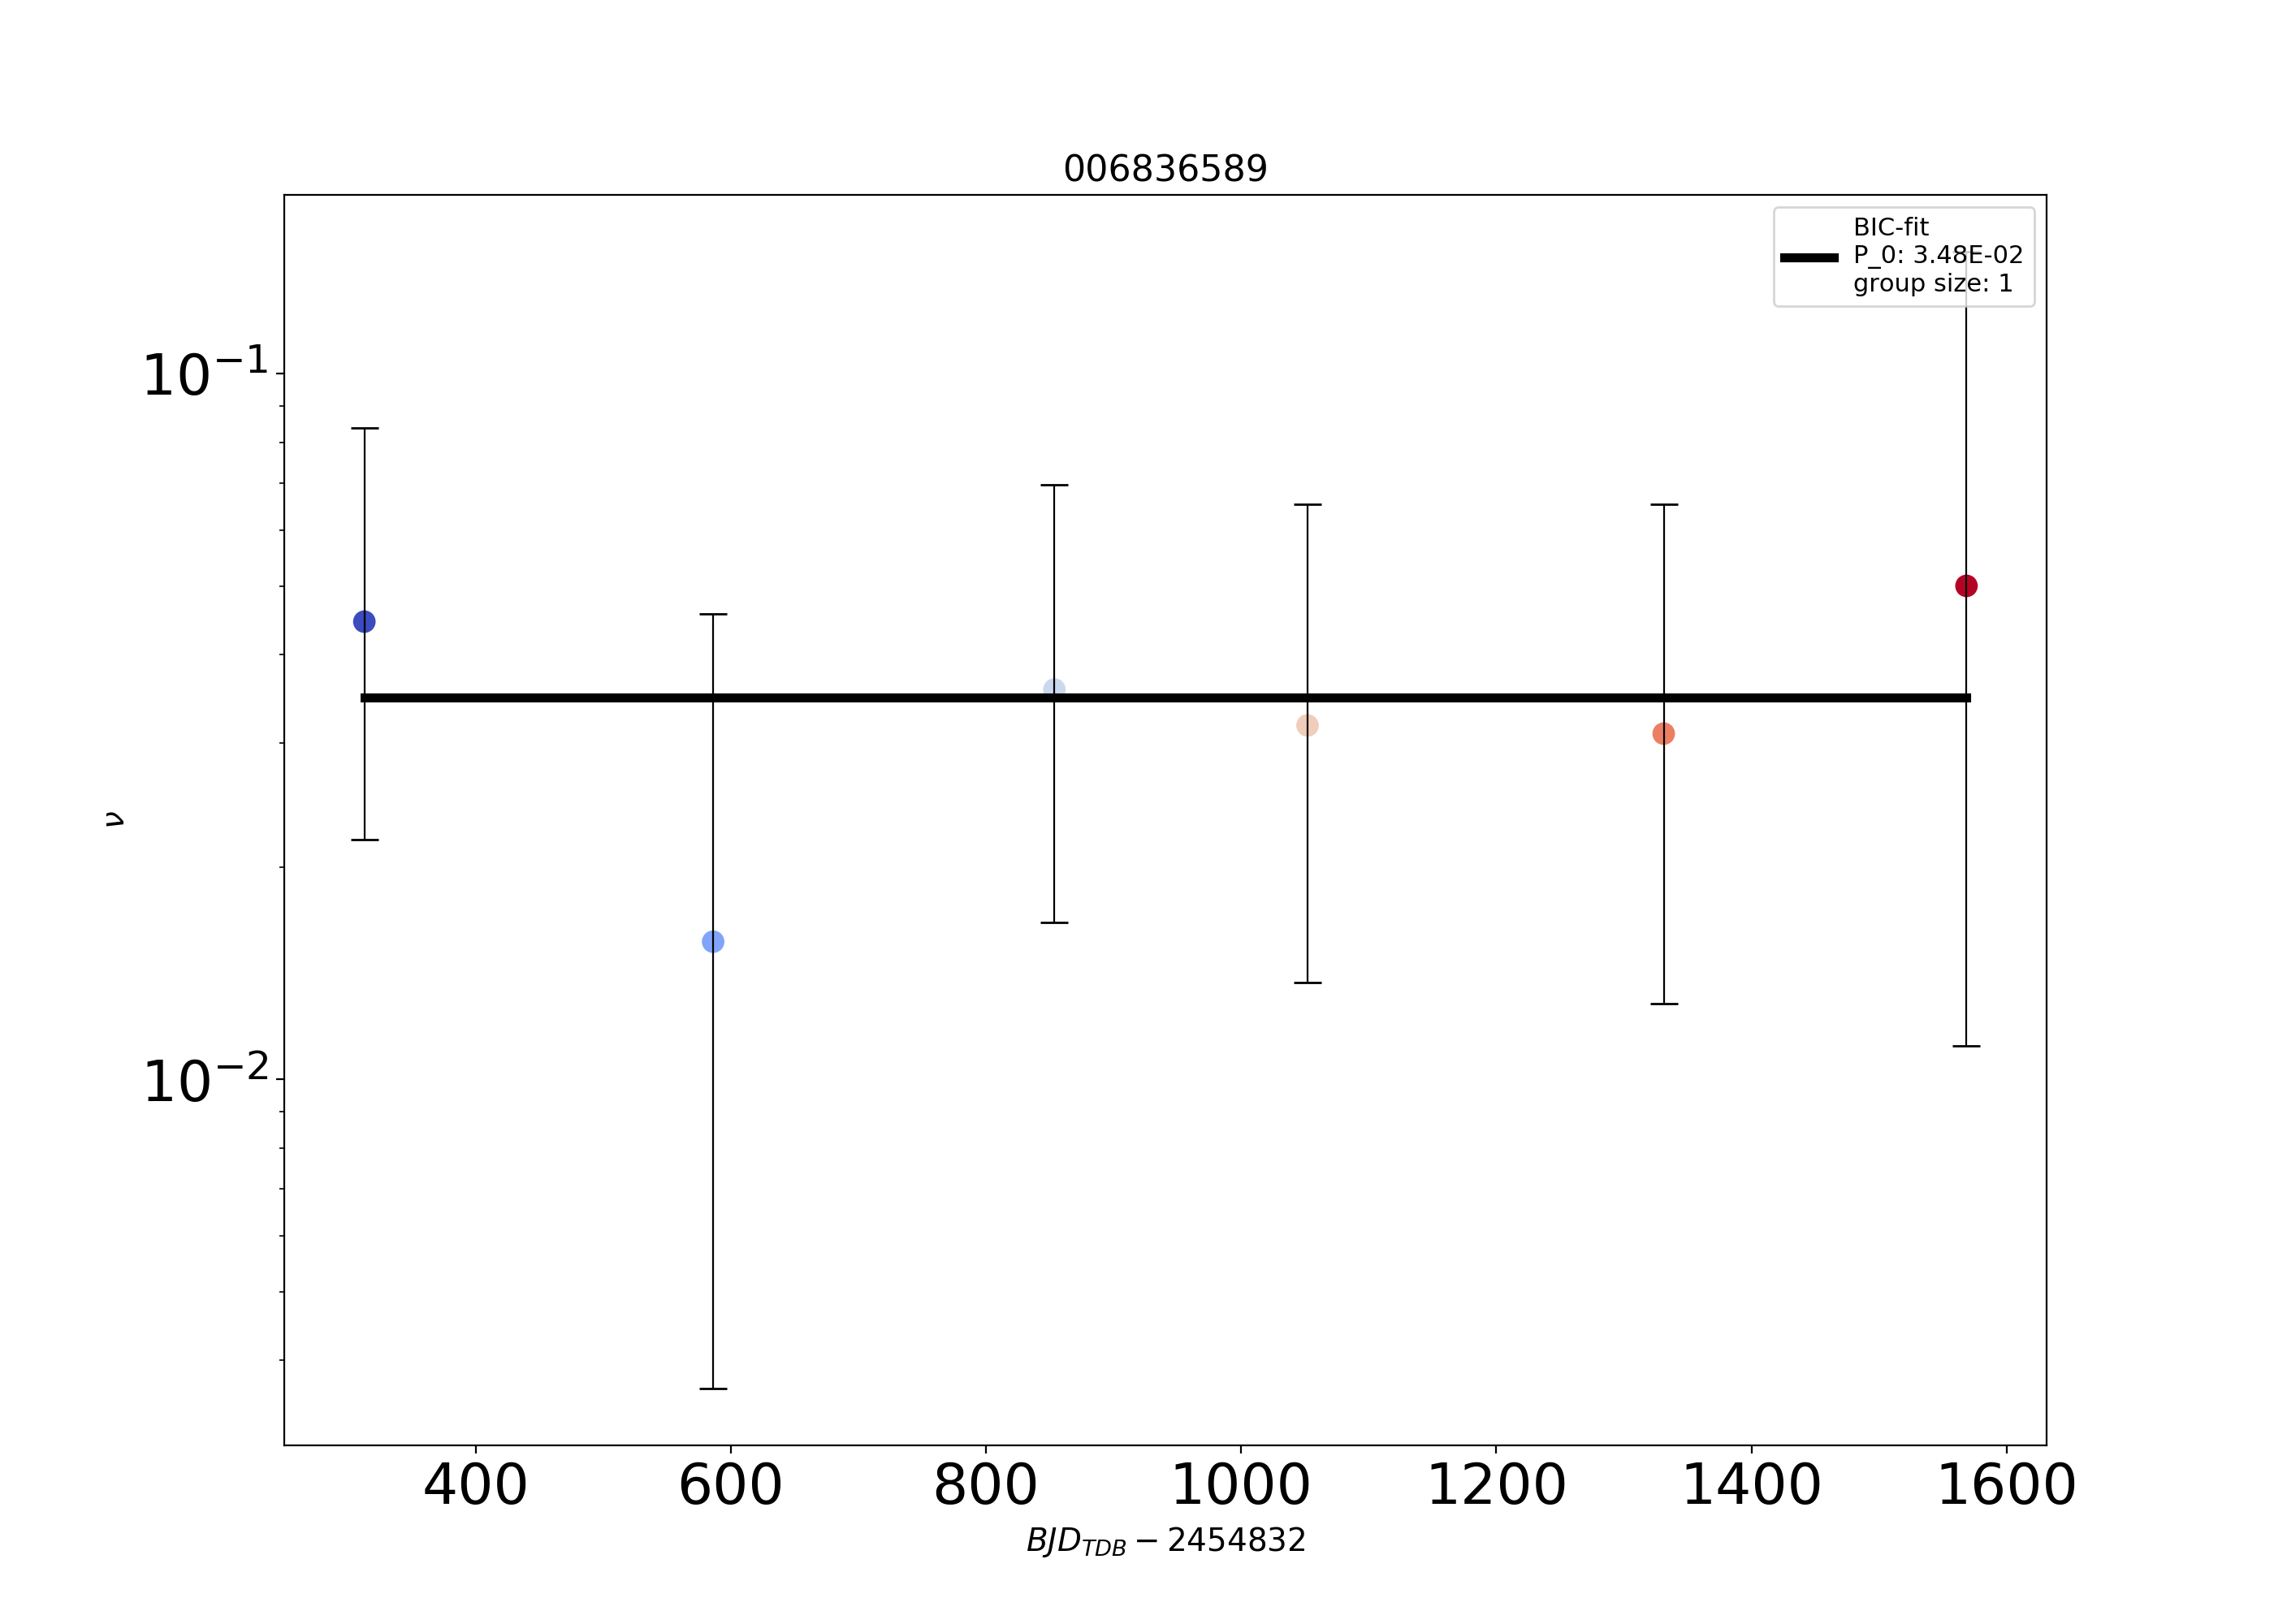 006836589
BIC-fit
P_0: 3.48E-02
group size: 1
10⁻¹
10⁻²
ν
400 600 800 1000 1200 1400 1600
BJD_TDB − 2454832